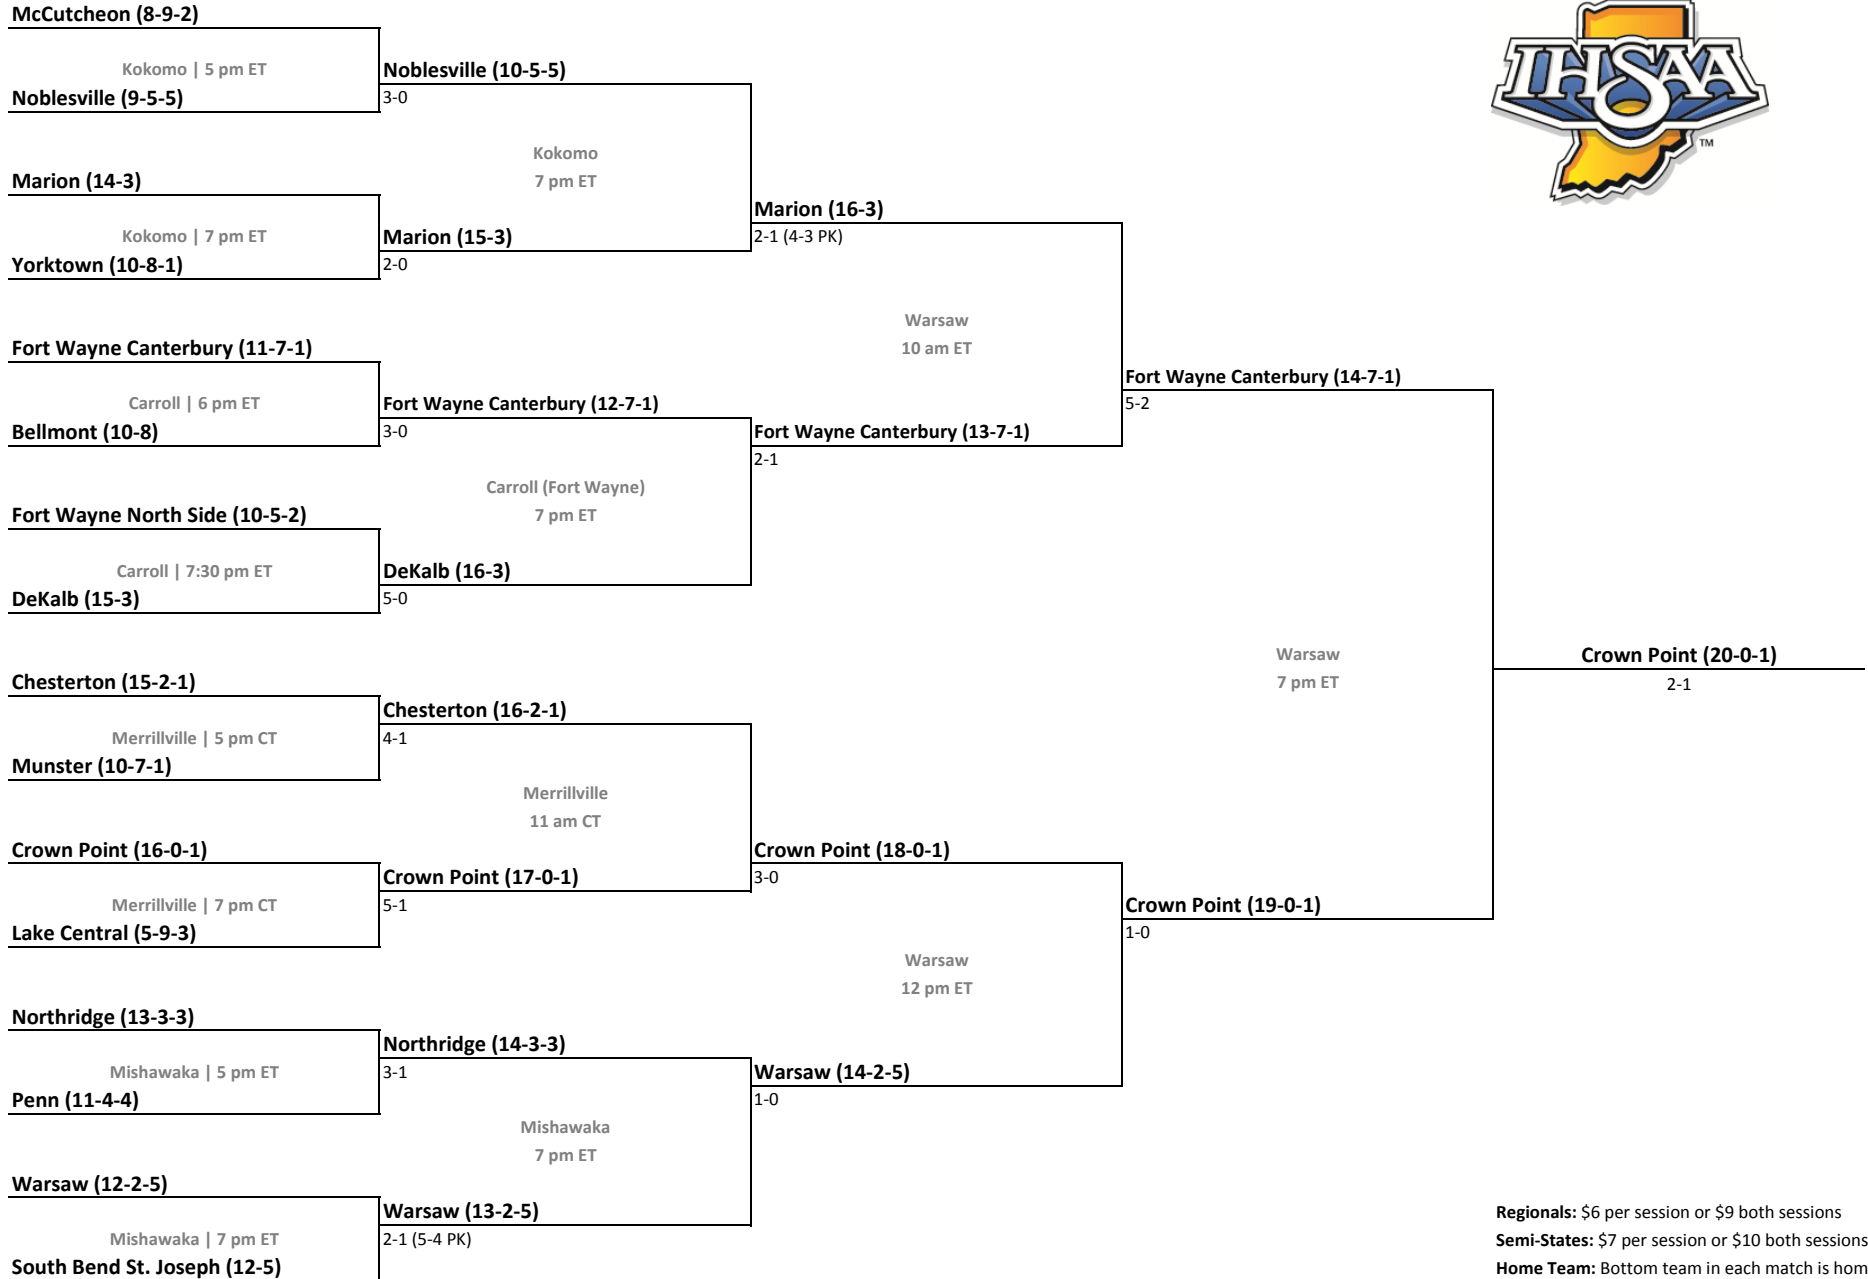 McCutcheon (8-9-2)
Kokomo | 5 pm ET
Noblesville (9-5-5)
Marion (14-3)
Kokomo | 7 pm ET
Yorktown (10-8-1)
Fort Wayne Canterbury (11-7-1)
Carroll | 6 pm ET
Bellmont (10-8)
Fort Wayne North Side (10-5-2)
Carroll | 7:30 pm ET
DeKalb (15-3)
Chesterton (15-2-1)
Merrillville | 5 pm CT
Munster (10-7-1)
Crown Point (16-0-1)
Merrillville | 7 pm CT
Lake Central (5-9-3)
Northridge (13-3-3)
Mishawaka | 5 pm ET
Penn (11-4-4)
Warsaw (12-2-5)
Mishawaka | 7 pm ET
South Bend St. Joseph (12-5)
Noblesville (10-5-5)
3-0
Kokomo
7 pm ET
Marion (15-3)
2-0
Fort Wayne Canterbury (12-7-1)
3-0
Carroll (Fort Wayne)
7 pm ET
DeKalb (16-3)
5-0
Chesterton (16-2-1)
4-1
Merrillville
11 am CT
Crown Point (17-0-1)
5-1
Northridge (14-3-3)
3-1
Mishawaka
7 pm ET
Warsaw (13-2-5)
2-1 (5-4 PK)
Marion (16-3)
2-1 (4-3 PK)
Warsaw
10 am ET
Fort Wayne Canterbury (13-7-1)
2-1
Crown Point (18-0-1)
3-0
Warsaw
12 pm ET
Warsaw (14-2-5)
1-0
Fort Wayne Canterbury (14-7-1)
5-2
Warsaw
7 pm ET
Crown Point (19-0-1)
1-0
Crown Point (20-0-1)
2-1
IHSAA
TM
Regionals: $6 per session or $9 both sessions
Semi-States: $7 per session or $10 both sessions
Home Team: Bottom team in each match is hom